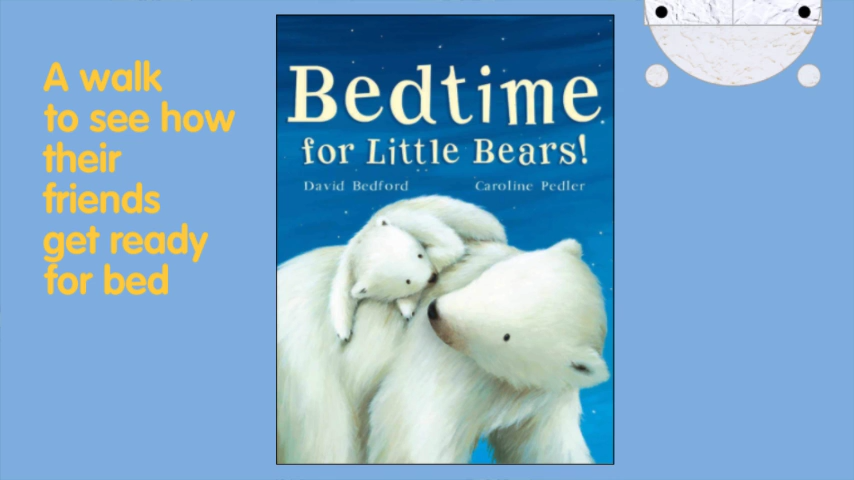 A walk
to see how
their
friends
get ready
for bed
Bedtime
for Little Bears!
David Bedford Caroline Pedler